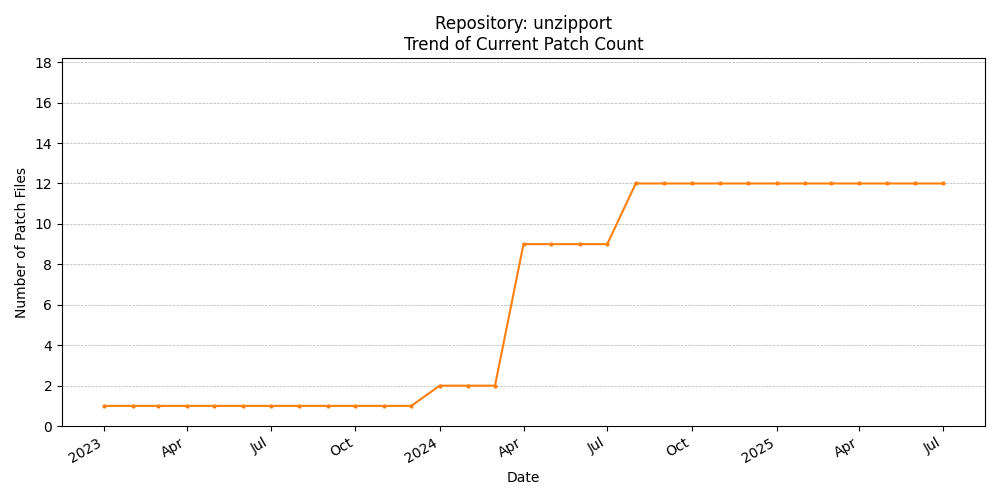 Repository: unzipport
Trend of Current Patch Count
18
16
14
12
10
8
6
4
2
0
Number of Patch Files
2023
Apr
Jul
Oct
2024
Apr
Jul
Oct
2025
Apr
Jul
Date